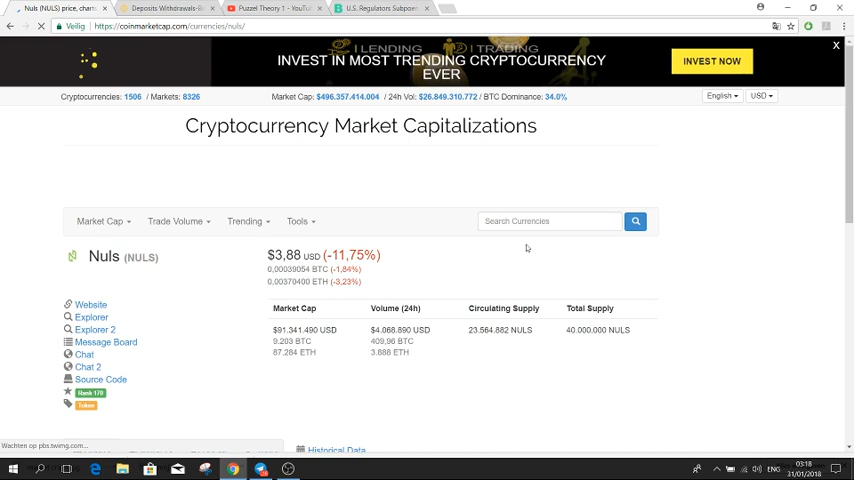 Nuls (NULS) price, charts
Deposits Withdrawals-Bi
Puzzel Theory 1 - YouTub
U.S. Regulators Subpoen
Veilig
https://coinmarketcap.com/currencies/nuls/
I LENDING
I TRADING
INVEST IN MOST TRENDING CRYPTOCURRENCY
EVER
INVEST NOW
X
Cryptocurrencies: 1506 / Markets: 8326
Market Cap: $496.357.414.004 / 24h Vol: $26.849.310.772 / BTC Dominance: 34.0%
English
USD
Cryptocurrency Market Capitalizations
Market Cap
Trade Volume
Trending
Tools
Search Currencies
Nuls (NULS)
$3,88 USD (-11,75%)
0,00039054 BTC (-1,84%)
0,00370400 ETH (-3,23%)
Website
Explorer
Explorer 2
Message Board
Chat
Chat 2
Source Code
Rank 170
Token
Market Cap
Volume (24h)
Circulating Supply
Total Supply
$91.341.490 USD
$4.068.890 USD
23.564.882 NULS
40.000.000 NULS
9.203 BTC
409,96 BTC
87.284 ETH
3.888 ETH
Historical Data
Wachten op pbs.twimg.com...
ENG
03:18
31/01/2018